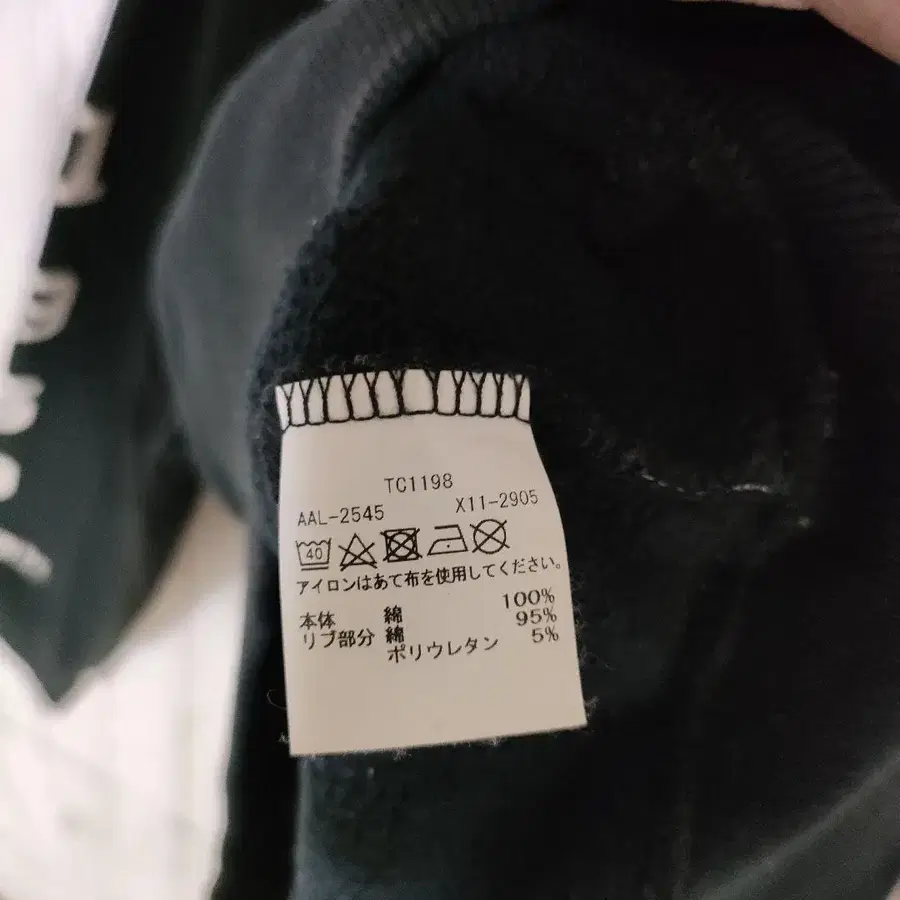 TC1198
AAL-2545 X11-2905
40
アイロンはあて布を使用してください。
本体 綿 100%
リブ部分 綿 95%
ポリウレタン 5%